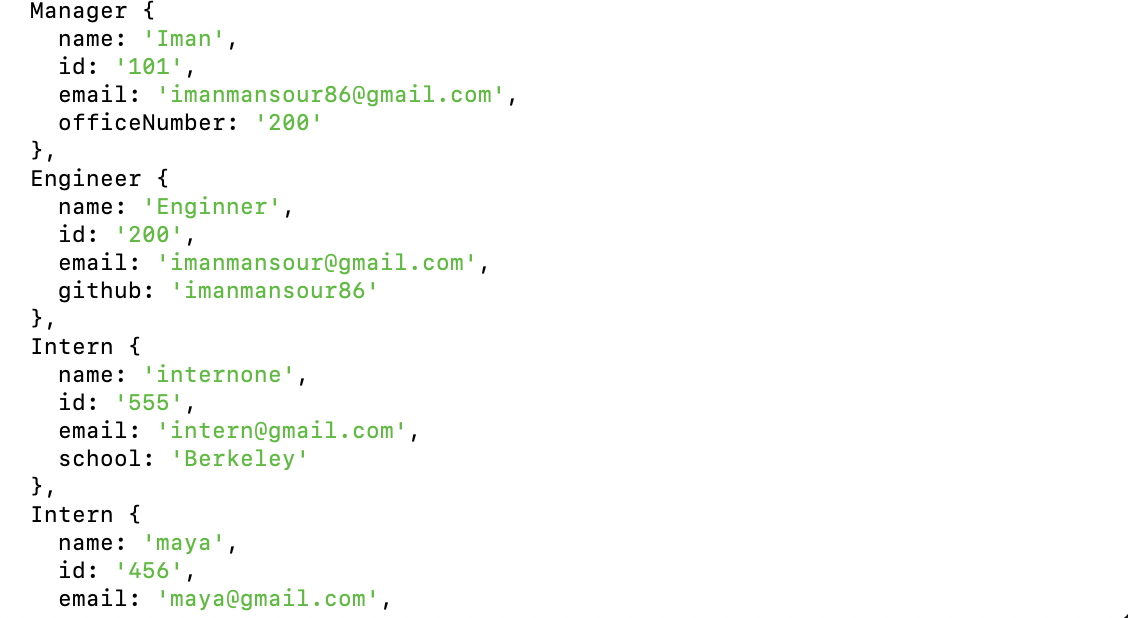 Manager {
  name: 'Iman',
  id: '101',
  email: 'imanmansour86@gmail.com',
  officeNumber: '200'
},
Engineer {
  name: 'Enginner',
  id: '200',
  email: 'imanmansour@gmail.com',
  github: 'imanmansour86'
},
Intern {
  name: 'internone',
  id: '555',
  email: 'intern@gmail.com',
  school: 'Berkeley'
},
Intern {
  name: 'maya',
  id: '456',
  email: 'maya@gmail.com',